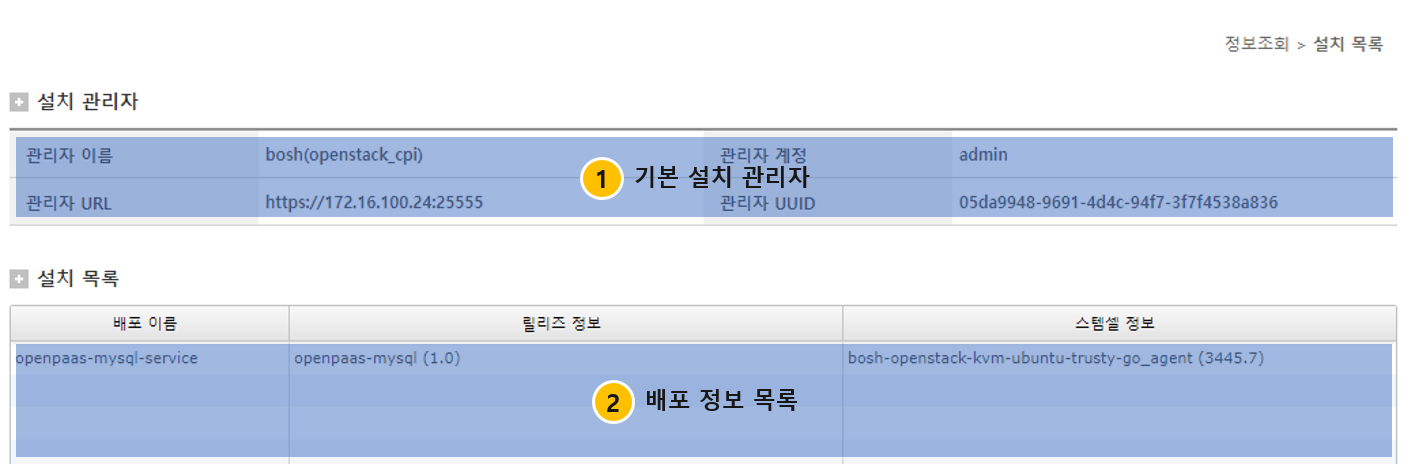 정보조회 > 설치 목록
설치 관리자
관리자 이름 bosh(openstack_cpi) 관리자 계정 admin
1 기본 설치 관리자
관리자 URL https://172.16.100.24:25555 관리자 UUID 05da9948-9691-4d4c-94f7-3f7f4538a836
설치 목록
배포 이름 릴리즈 정보 스템셀 정보
openpaas-mysql-service openpaas-mysql (1.0) bosh-openstack-kvm-ubuntu-trusty-go_agent (3445.7)
2 배포 정보 목록